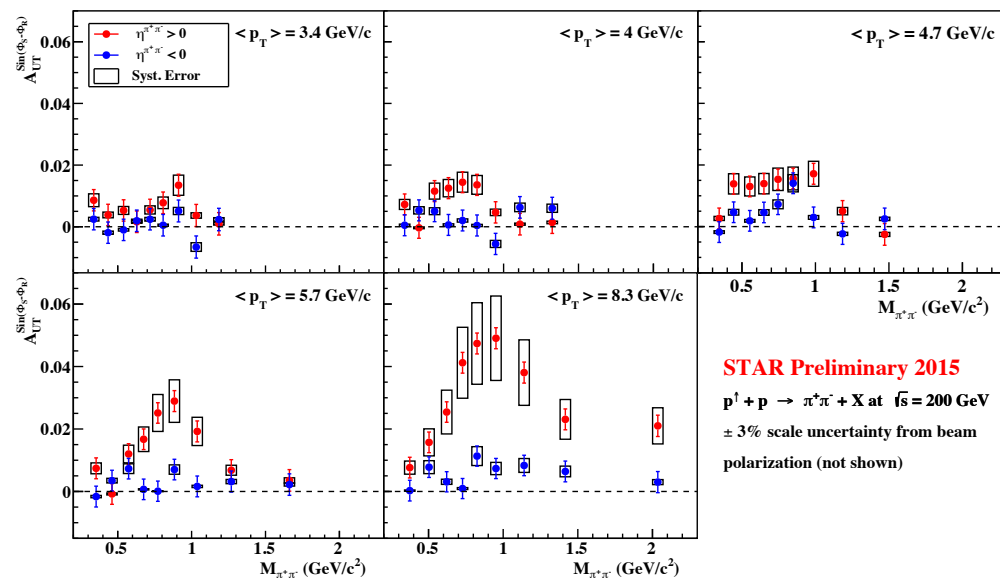 A_UT^Sin(Φ_S-Φ_R)
0.06
0.04
0.02
0
η^π⁺π⁻ > 0
η^π⁺π⁻ < 0
Syst. Error
< p_T > = 3.4 GeV/c
< p_T > = 4 GeV/c
< p_T > = 4.7 GeV/c
0.5 1 1.5 2
M_π⁺π⁻ (GeV/c²)
A_UT^Sin(Φ_S-Φ_R)
0.06
0.04
0.02
0
< p_T > = 5.7 GeV/c
< p_T > = 8.3 GeV/c
0.5 1 1.5 2
M_π⁺π⁻ (GeV/c²)
0.5 1 1.5 2
M_π⁺π⁻ (GeV/c²)
STAR Preliminary 2015
p^↑ + p → π⁺π⁻ + X at √s = 200 GeV
± 3% scale uncertainty from beam
polarization (not shown)